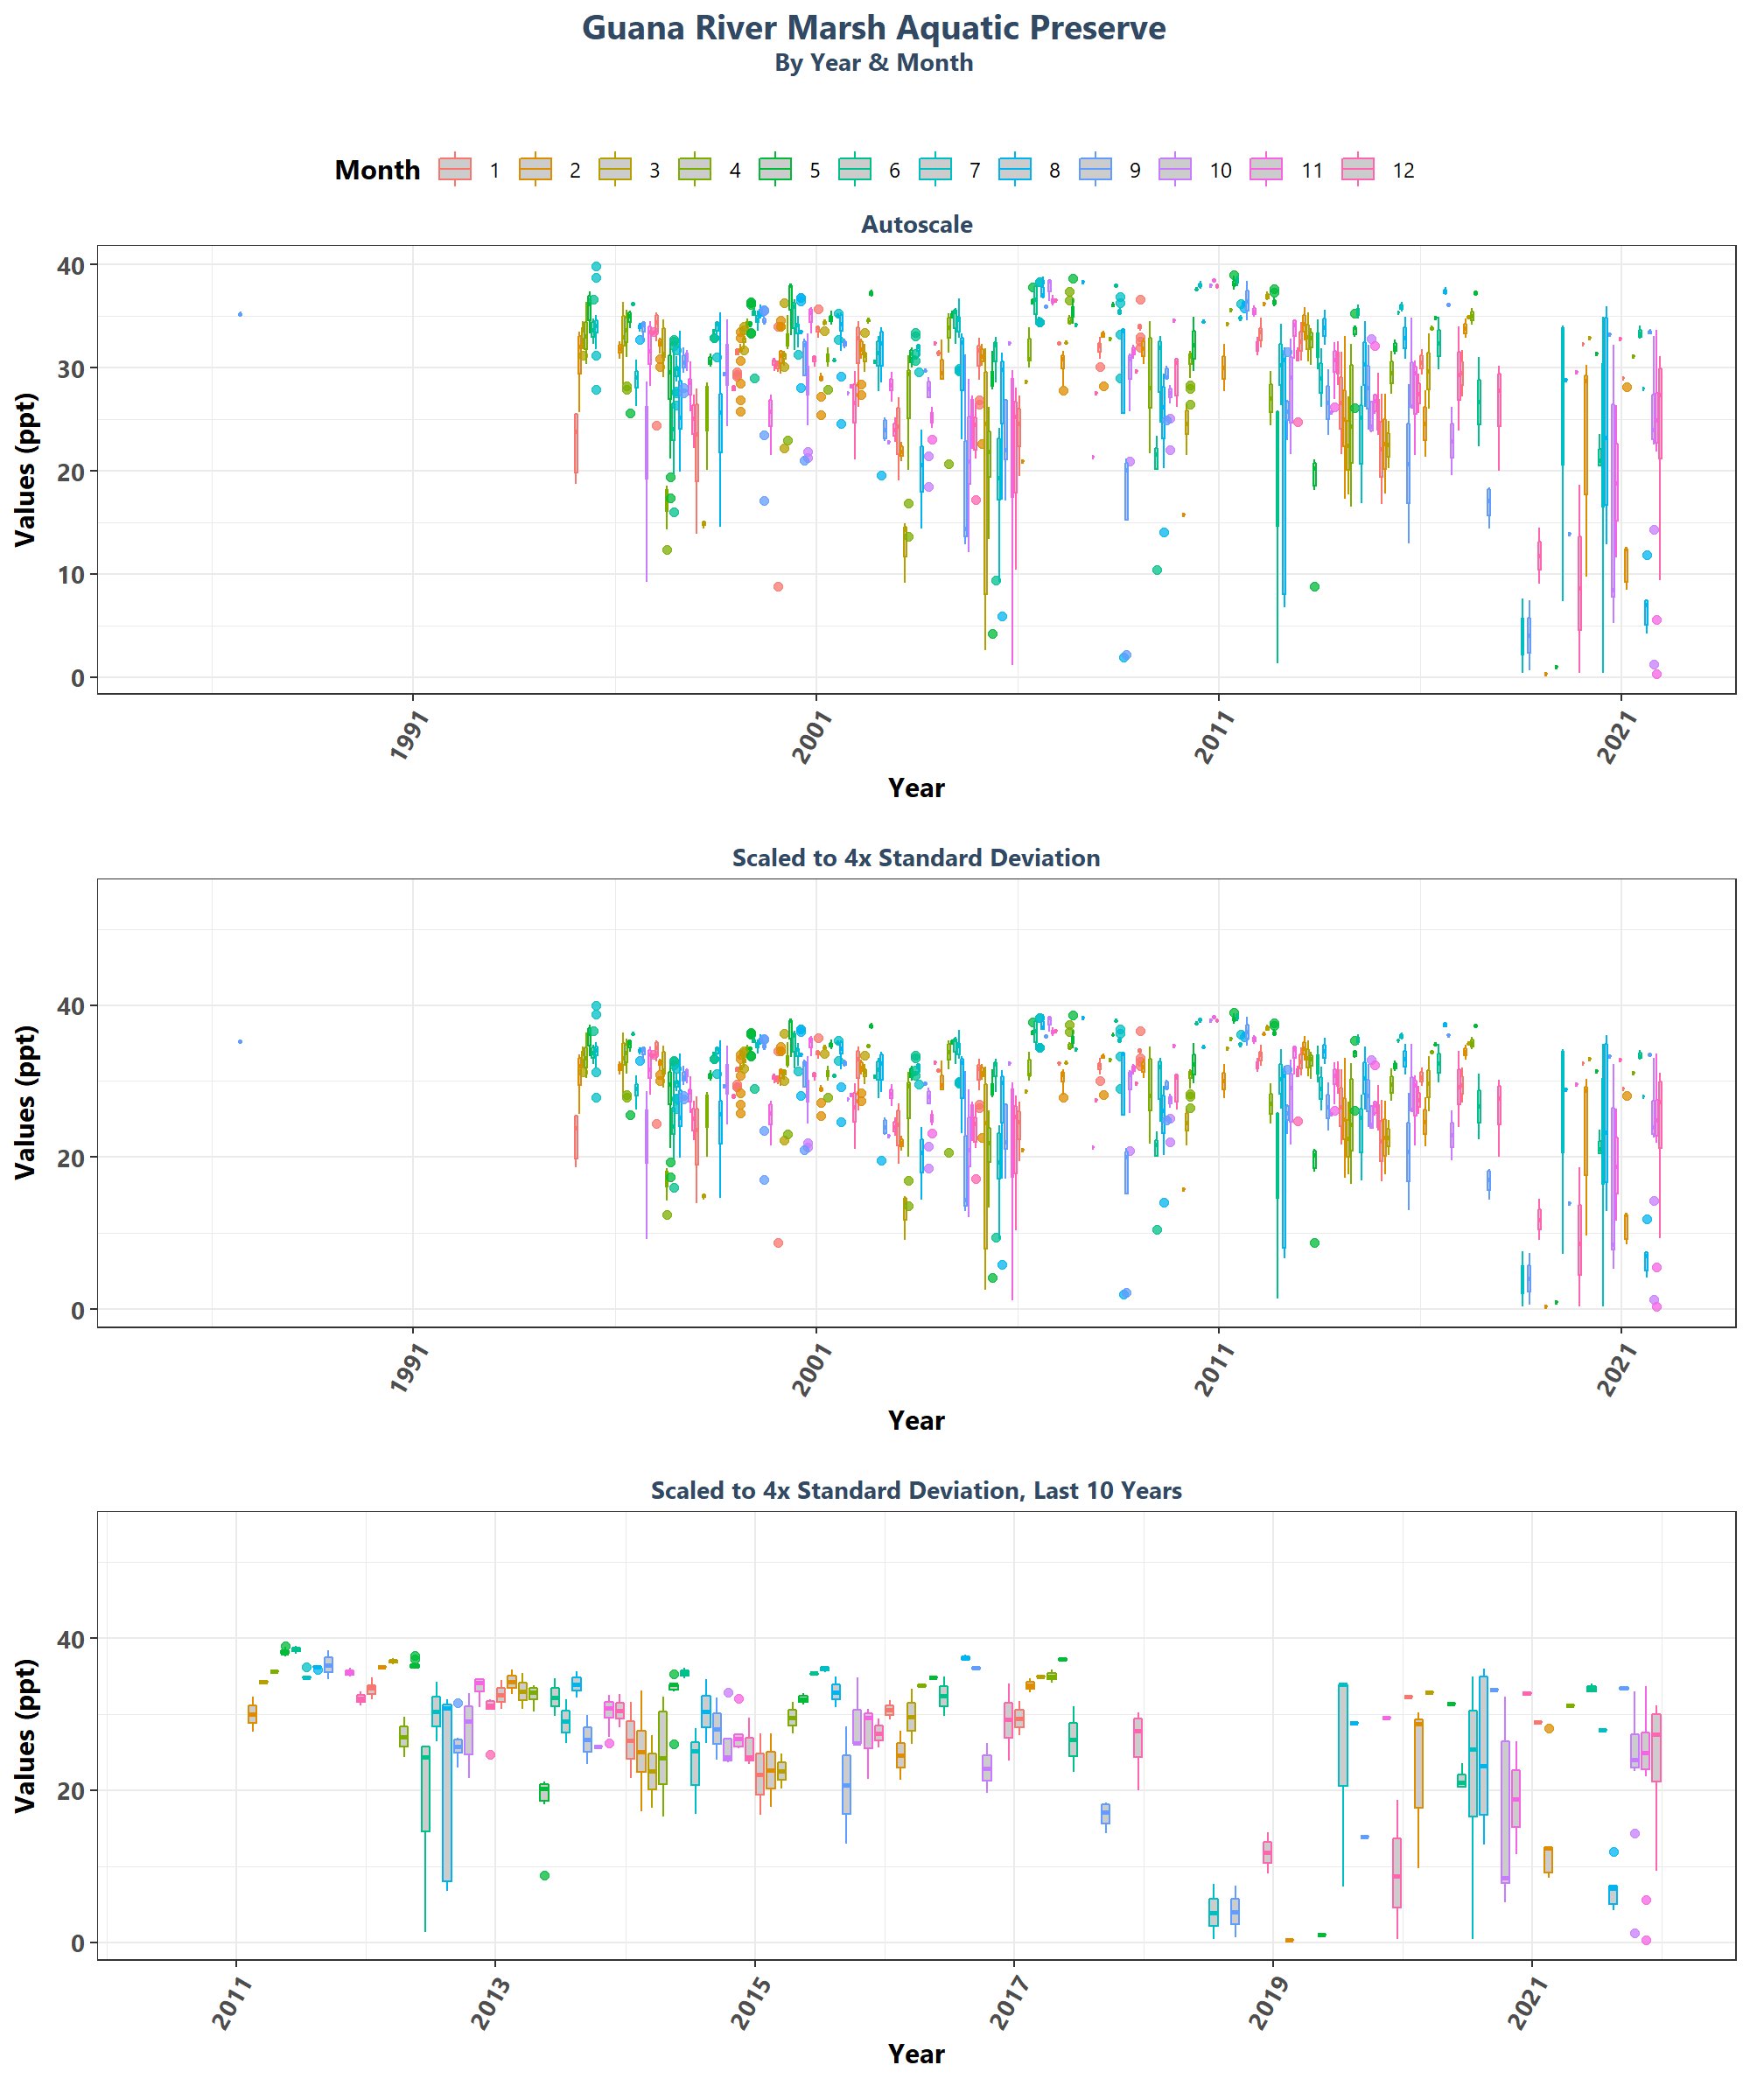 Guana River Marsh Aquatic Preserve
By Year & Month
Month 1 2 3 4 5 6 7 8 9 10 11 12
Autoscale
Values (ppt)
40
30
20
10
0
1991 2001 2011 2021
Year
Scaled to 4x Standard Deviation
Values (ppt)
40
20
0
1991 2001 2011 2021
Year
Scaled to 4x Standard Deviation, Last 10 Years
Values (ppt)
40
20
0
2011 2013 2015 2017 2019 2021
Year